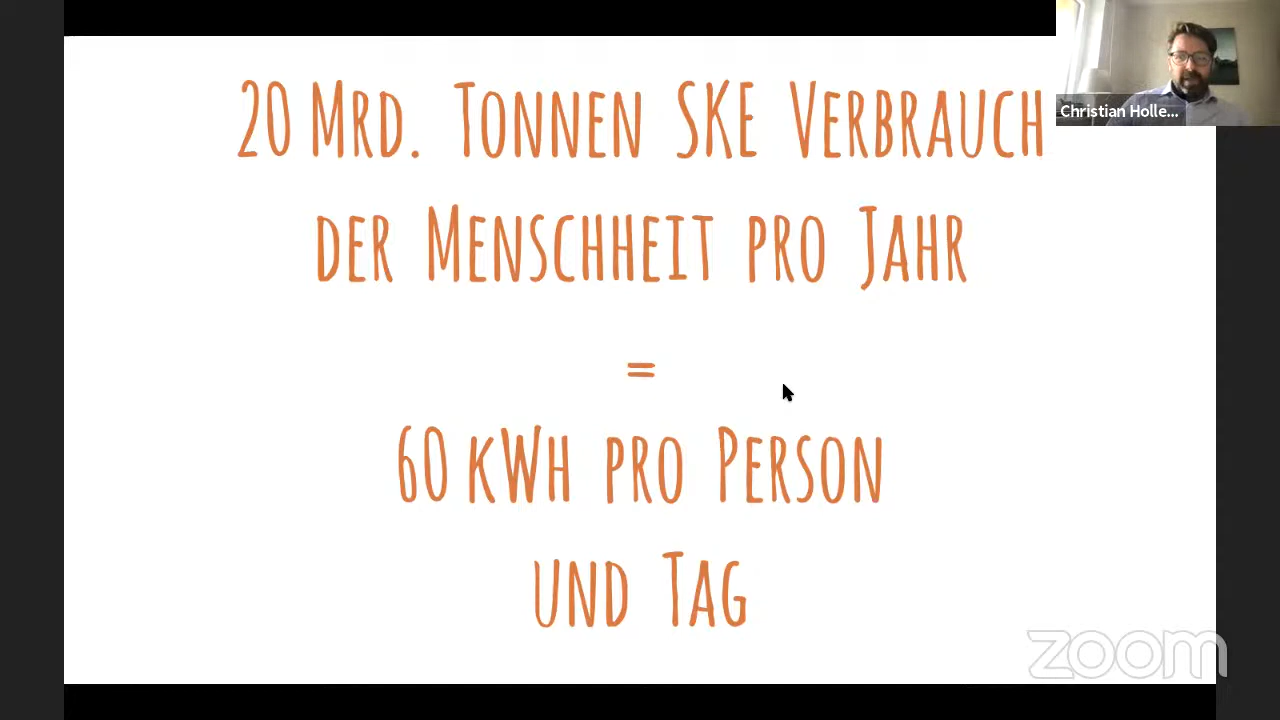 20 Mrd. Tonnen SKE Verbrauch
der Menschheit pro Jahr
=
60 kWh pro Person
und Tag
Christian Holle...
zoom